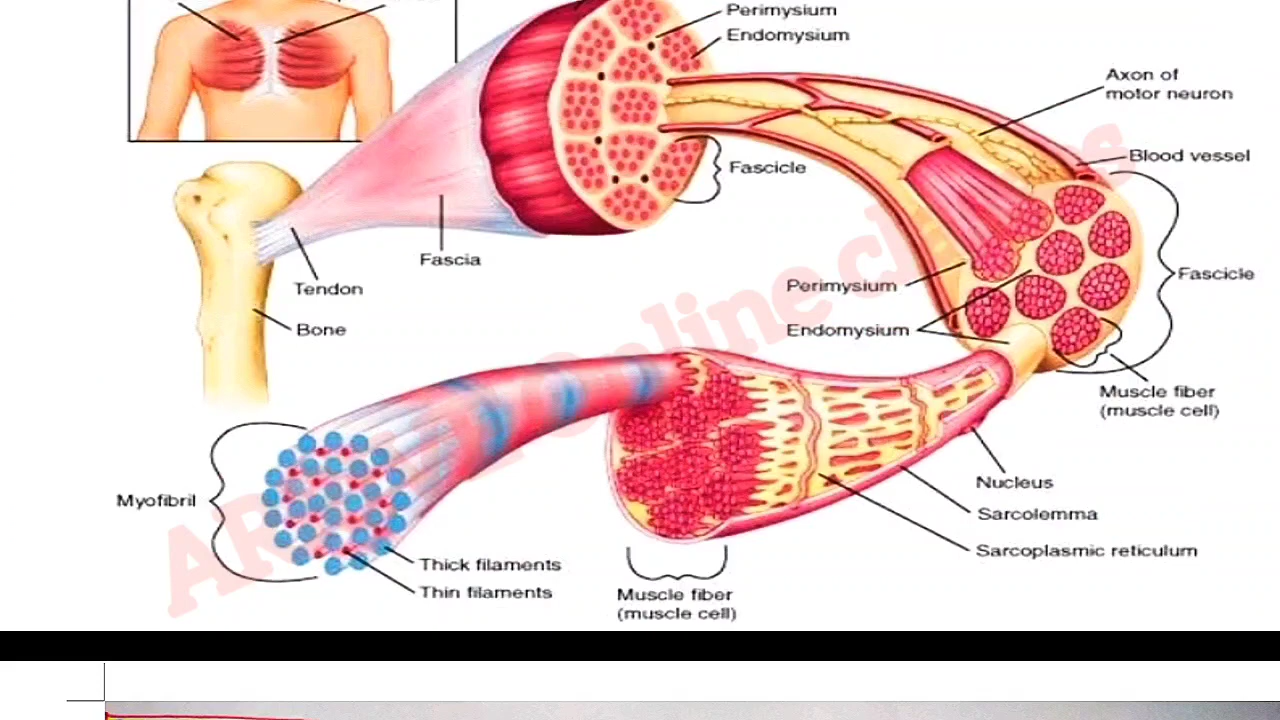 Perimysium
Endomysium
Axon of
motor neuron
Blood vessel
Fascicle
Fascia
Fascicle
Tendon
Perimysium
Bone
Endomysium
Muscle fiber
(muscle cell)
Myofibril
Nucleus
Sarcolemma
Sarcoplasmic reticulum
Thick filaments
Thin filaments
Muscle fiber
(muscle cell)